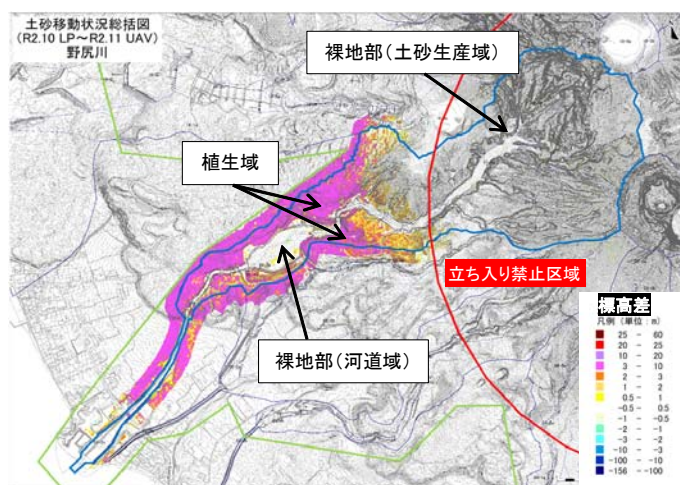 土砂移動状況総括図
(R2.10 LP～R2.11 UAV)
野尻川
裸地部(土砂生産域)
植生域
立ち入り禁止区域
裸地部(河道域)
標高差
凡例 (単位:m)
25 - 60
20 - 25
10 - 20
3 - 10
2 - 3
1 - 2
0.5 - 1
-0.5 - 0.5
-1 - -0.5
-2 - -1
-3 - -2
-10 - -3
-100 - -10
-156 - -100